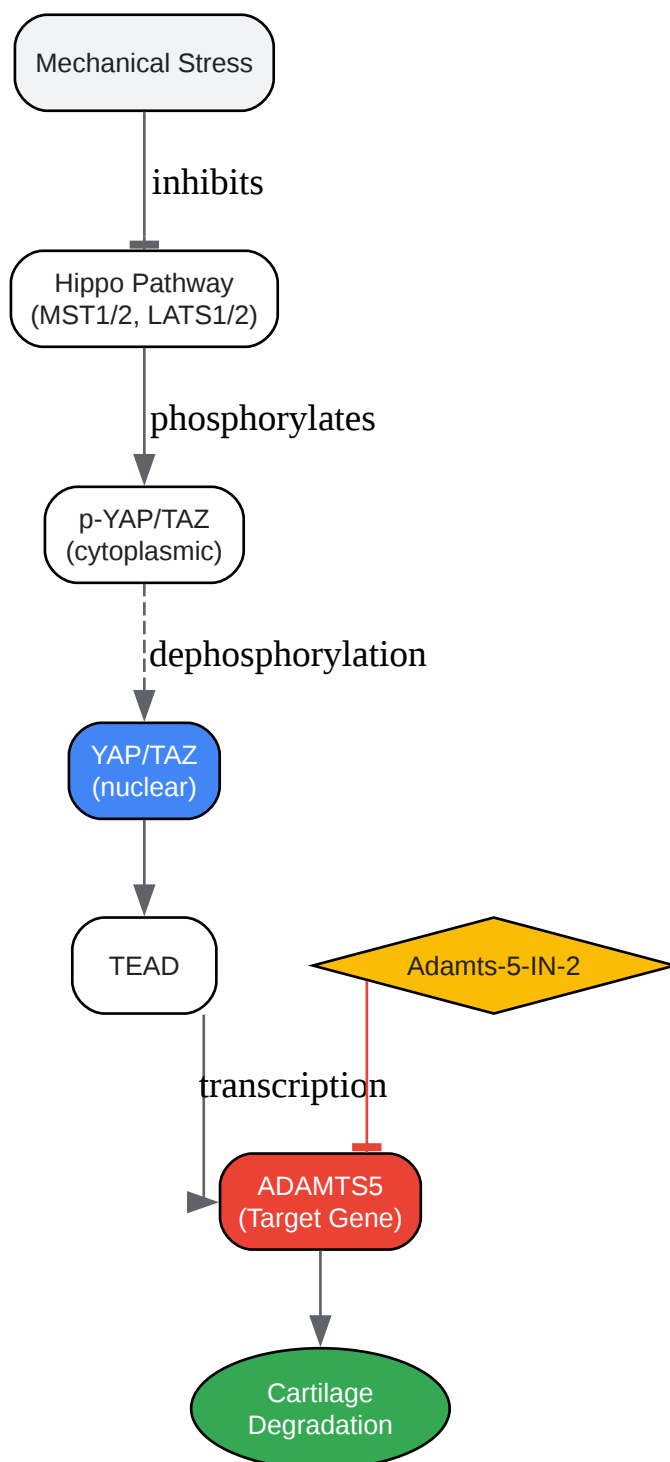 Mechanical Stress
inhibits
Hippo Pathway
(MST1/2, LATS1/2)
phosphorylates
p-YAP/TAZ
(cytoplasmic)
dephosphorylation
YAP/TAZ
(nuclear)
TEAD
Adamts-5-IN-2
transcription
ADAMTS5
(Target Gene)
Cartilage
Degradation